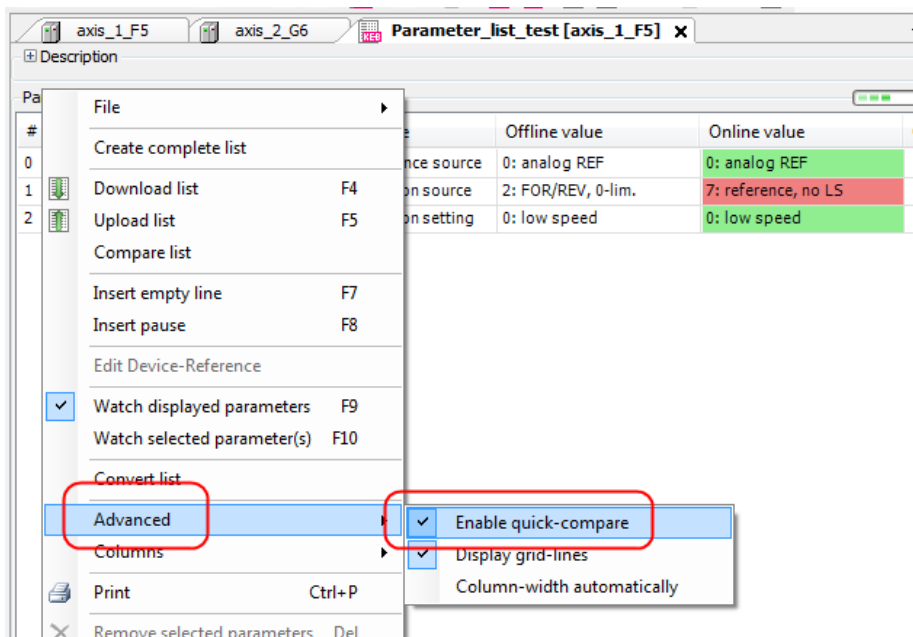 axis_1_F5 axis_2_G6 KEB Parameter_list_test [axis_1_F5]
Description
Pa
# e Offline value Online value
0 nce source 0: analog REF 0: analog REF
1 on source 2: FOR/REV, 0-lim. 7: reference, no LS
2 on setting 0: low speed 0: low speed
File
Create complete list
Download list F4
Upload list F5
Compare list
Insert empty line F7
Insert pause F8
Edit Device-Reference
Watch displayed parameters F9
Watch selected parameter(s) F10
Convert list
Advanced
Columns
Print Ctrl+P
Remove selected parameters Del
Enable quick-compare
Display grid-lines
Column-width automatically